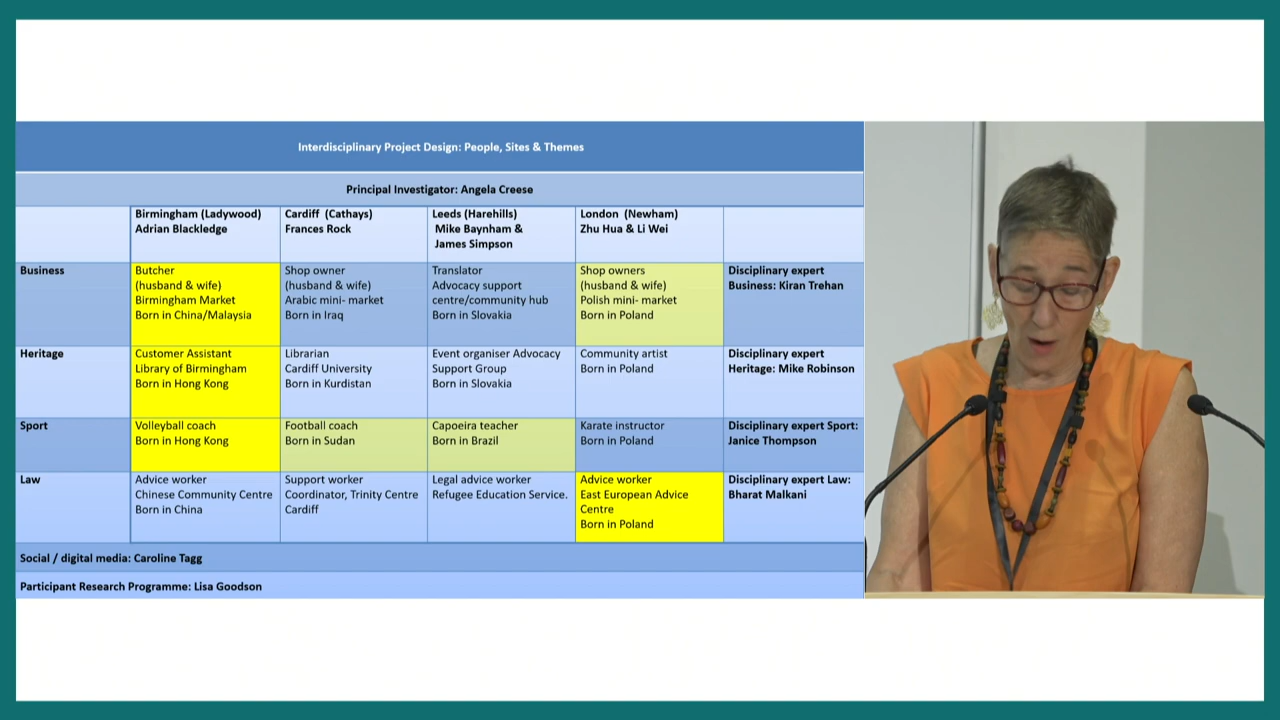 Interdisciplinary Project Design: People, Sites & Themes
Principal Investigator: Angela Creese
Birmingham (Ladywood)
Adrian Blackledge
Cardiff (Cathays)
Frances Rock
Leeds (Harehills)
Mike Baynham &
James Simpson
London (Newham)
Zhu Hua & Li Wei
Business
Butcher
(husband & wife)
Birmingham Market
Born in China/Malaysia
Shop owner
(husband & wife)
Arabic mini- market
Born in Iraq
Translator
Advocacy support
centre/community hub
Born in Slovakia
Shop owners
(husband & wife)
Polish mini- market
Born in Poland
Disciplinary expert
Business: Kiran Trehan
Heritage
Customer Assistant
Library of Birmingham
Born in Hong Kong
Librarian
Cardiff University
Born in Kurdistan
Event organiser Advocacy
Support Group
Born in Slovakia
Community artist
Born in Poland
Disciplinary expert
Heritage: Mike Robinson
Sport
Volleyball coach
Born in Hong Kong
Football coach
Born in Sudan
Capoeira teacher
Born in Brazil
Karate instructor
Born in Poland
Disciplinary expert Sport:
Janice Thompson
Law
Advice worker
Chinese Community Centre
Born in China
Support worker
Coordinator, Trinity Centre
Cardiff
Legal advice worker
Refugee Education Service.
Advice worker
East European Advice
Centre
Born in Poland
Disciplinary expert Law:
Bharat Malkani
Social / digital media: Caroline Tagg
Participant Research Programme: Lisa Goodson